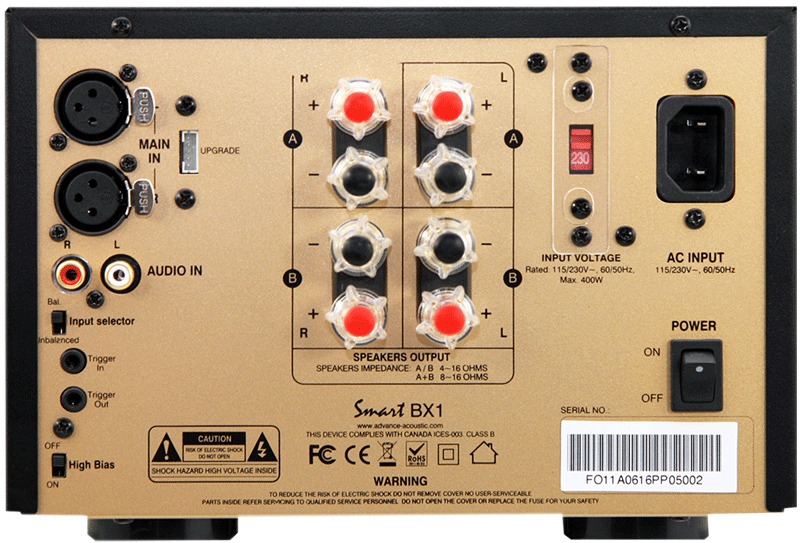 PUSH
MAIN
IN
PUSH
UPGRADE
R
L
AUDIO IN
Bal.
Input selector
Inbalanced
Trigger
In
Trigger
Out
OFF
High Bias
ON
R
L
+
+
A
A
−
−
−
−
B
B
+
+
R
L
SPEAKERS OUTPUT
SPEAKERS IMPEDANCE: A / B 4~16 OHMS
A+B 8~16 OHMS
230
INPUT VOLTAGE
Rated: 115/230V~, 60/50Hz,
Max. 400W
AC INPUT
115/230V~, 60/50Hz
POWER
ON
OFF
Smart BX1
www.advance-acoustic.com
THIS DEVICE COMPLIES WITH CANADA ICES-003. CLASS B
FC CE RoHS
CAUTION
RISK OF ELECTRIC SHOCK
DO NOT OPEN
SHOCK HAZARD HIGH VOLTAGE INSIDE
SERIAL NO.:
FO11A0616PP05002
WARNING
TO REDUCE THE RISK OF ELECTRIC SHOCK DO NOT REMOVE COVER NO USER-SERVICEABLE
PARTS INSIDE REFER SERVICING TO QUALIFIED SERVICE PERSONNEL. DO NOT OPEN THE COVER OR REPLACE THE FUSE FOR YOUR SAFETY